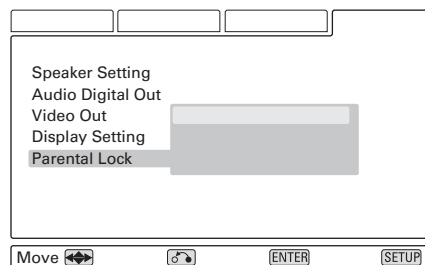 Speaker Setting
Audio Digital Out
Video Out
Display Setting
Parental Lock
Move ENTER SETUP